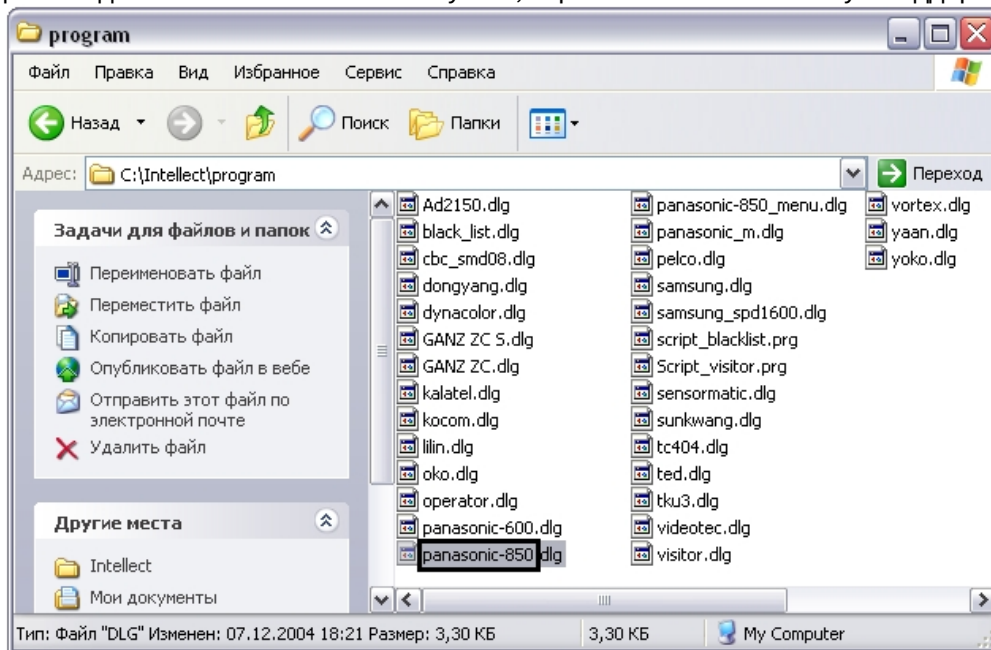 program
Файл Правка Вид Избранное Сервис Справка
Назад Поиск Папки
Адрес: C:\Intellect\program Переход
Задачи для файлов и папок
Переименовать файл
Переместить файл
Копировать файл
Опубликовать файл в вебе
Отправить этот файл по
электронной почте
Удалить файл
Другие места
Intellect
Мои документы
Ad2150.dlg
black_list.dlg
cbc_smd08.dlg
dongyang.dlg
dynacolor.dlg
GANZ ZC S.dlg
GANZ ZC.dlg
kalatel.dlg
kocom.dlg
lilin.dlg
oko.dlg
operator.dlg
panasonic-600.dlg
panasonic-850.dlg
panasonic-850_menu.dlg
panasonic_m.dlg
pelco.dlg
samsung.dlg
samsung_spd1600.dlg
script_blacklist.prg
Script_visitor.prg
sensormatic.dlg
sunkwang.dlg
tc404.dlg
ted.dlg
tku3.dlg
videotec.dlg
visitor.dlg
vortex.dlg
yaan.dlg
yoko.dlg
Тип: Файл "DLG" Изменен: 07.12.2004 18:21 Размер: 3,30 КБ 3,30 КБ My Computer